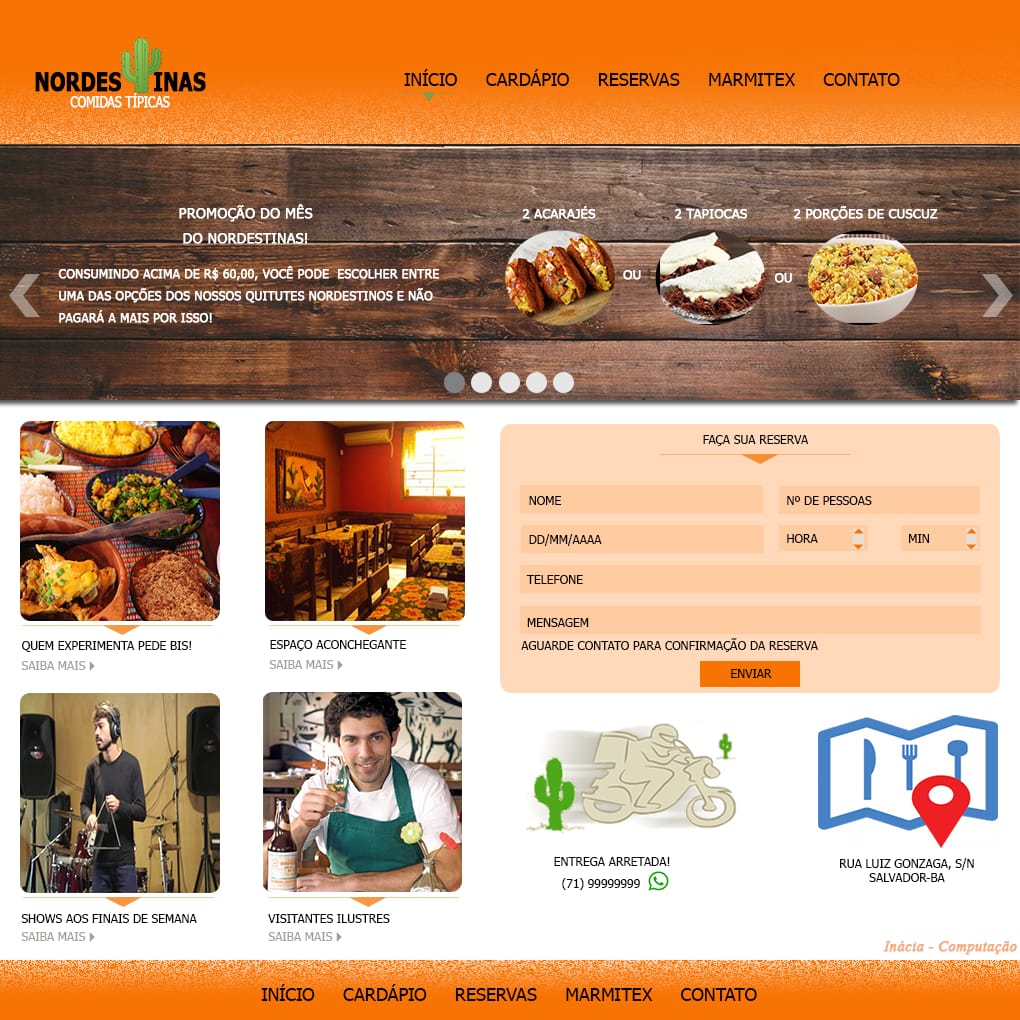 NORDES INAS
COMIDAS TÍPICAS
INÍCIO CARDÁPIO RESERVAS MARMITEX CONTATO
PROMOÇÃO DO MÊS
DO NORDESTINAS!
CONSUMINDO ACIMA DE R$ 60,00, VOCÊ PODE ESCOLHER ENTRE
UMA DAS OPÇÕES DOS NOSSOS QUITUTES NORDESTINOS E NÃO
PAGARÁ A MAIS POR ISSO!
2 ACARAJÉS
OU
2 TAPIOCAS
OU
2 PORÇÕES DE CUSCUZ
QUEM EXPERIMENTA PEDE BIS!
SAIBA MAIS
ESPAÇO ACONCHEGANTE
SAIBA MAIS
SHOWS AOS FINAIS DE SEMANA
SAIBA MAIS
VISITANTES ILUSTRES
SAIBA MAIS
FAÇA SUA RESERVA
NOME
Nº DE PESSOAS
DD/MM/AAAA
HORA
MIN
TELEFONE
MENSAGEM
AGUARDE CONTATO PARA CONFIRMAÇÃO DA RESERVA
ENVIAR
ENTREGA ARRETADA!
(71) 99999999
RUA LUIZ GONZAGA, S/N
SALVADOR-BA
Inácia - Computação
INÍCIO CARDÁPIO RESERVAS MARMITEX CONTATO